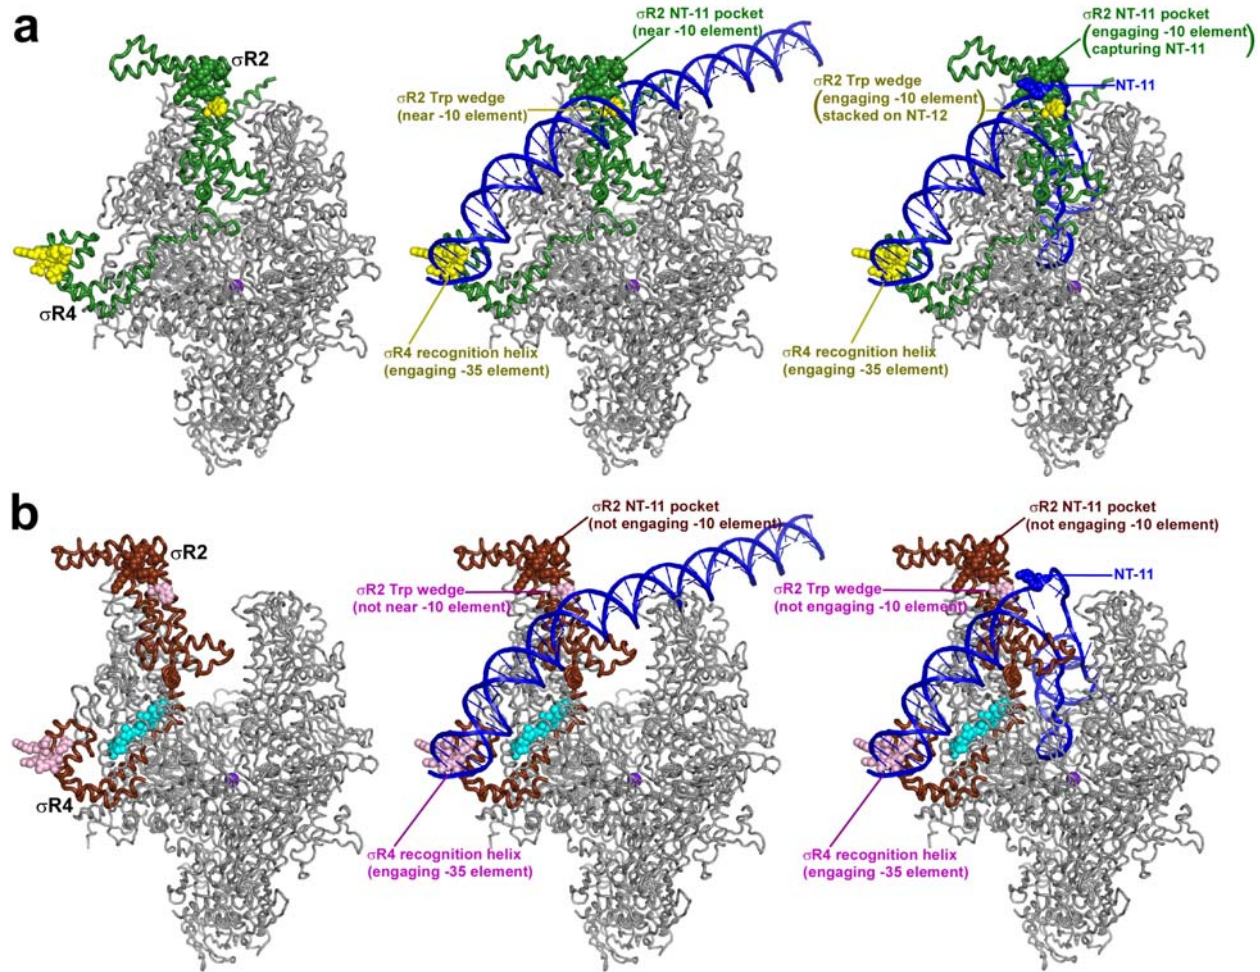 a
σR2
σR4
σR2 NT-11 pocket
(near -10 element)
σR2 Trp wedge
(near -10 element)
σR4 recognition helix
(engaging -35 element)
σR2 NT-11 pocket
(engaging -10 element)
capturing NT-11
σR2 Trp wedge
(engaging -10 element)
stacked on NT-12
NT-11
σR4 recognition helix
(engaging -35 element)
b
σR2
σR4
σR2 NT-11 pocket
(not engaging -10 element)
σR2 Trp wedge
(not near -10 element)
σR4 recognition helix
(engaging -35 element)
σR2 NT-11 pocket
(not engaging -10 element)
NT-11
σR2 Trp wedge
(not engaging -10 element)
σR4 recognition helix
(engaging -35 element)